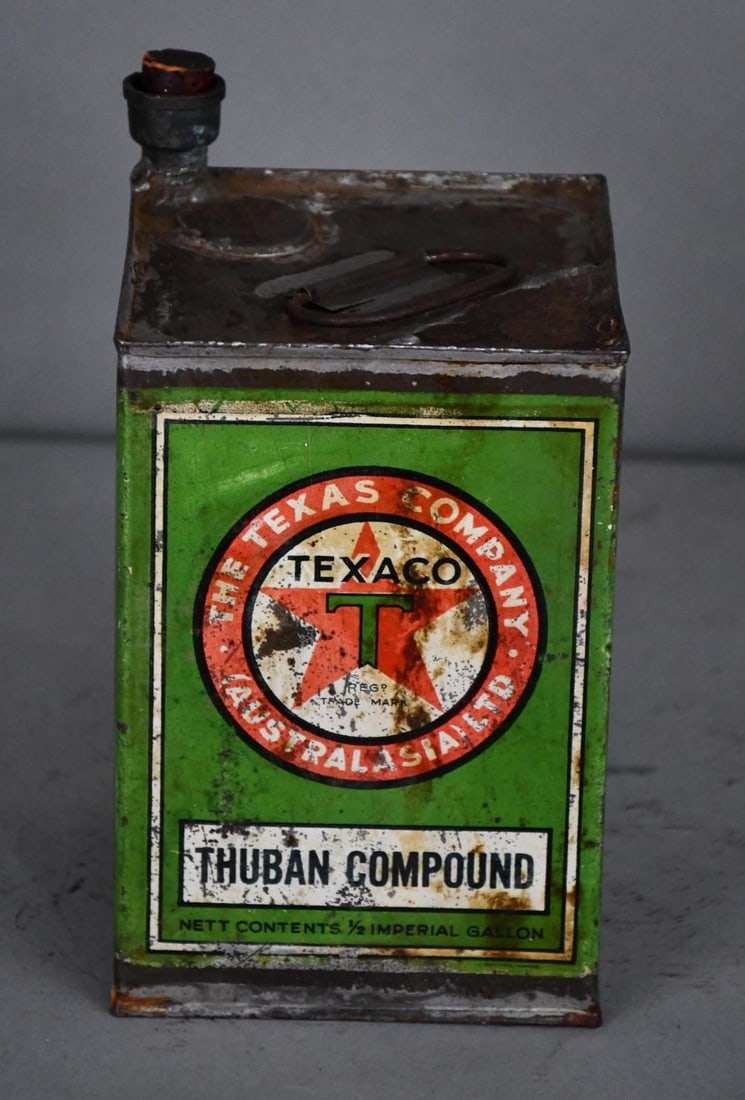 THE TEXAS COMPANY
TEXACO
T
REGD
TRADE MARK
(AUSTRALASIA) LTD
THUBAN COMPOUND
NETT CONTENTS ½ IMPERIAL GALLON